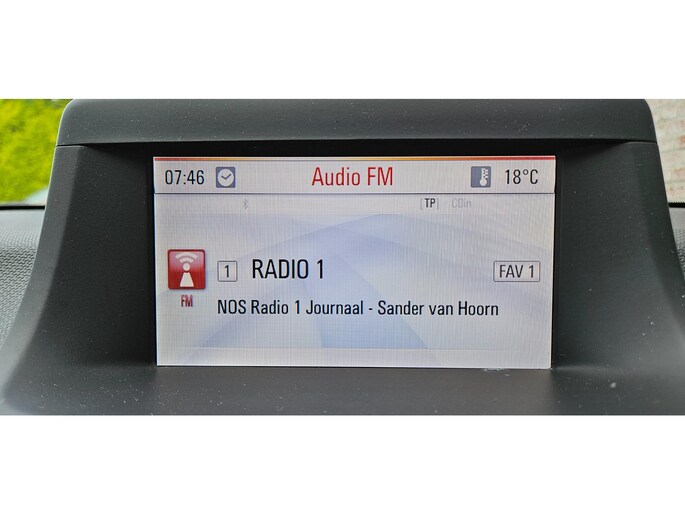 07:46 Audio FM 18°C
[TP] CDin
1 RADIO 1 FAV 1
FM
NOS Radio 1 Journaal - Sander van Hoorn